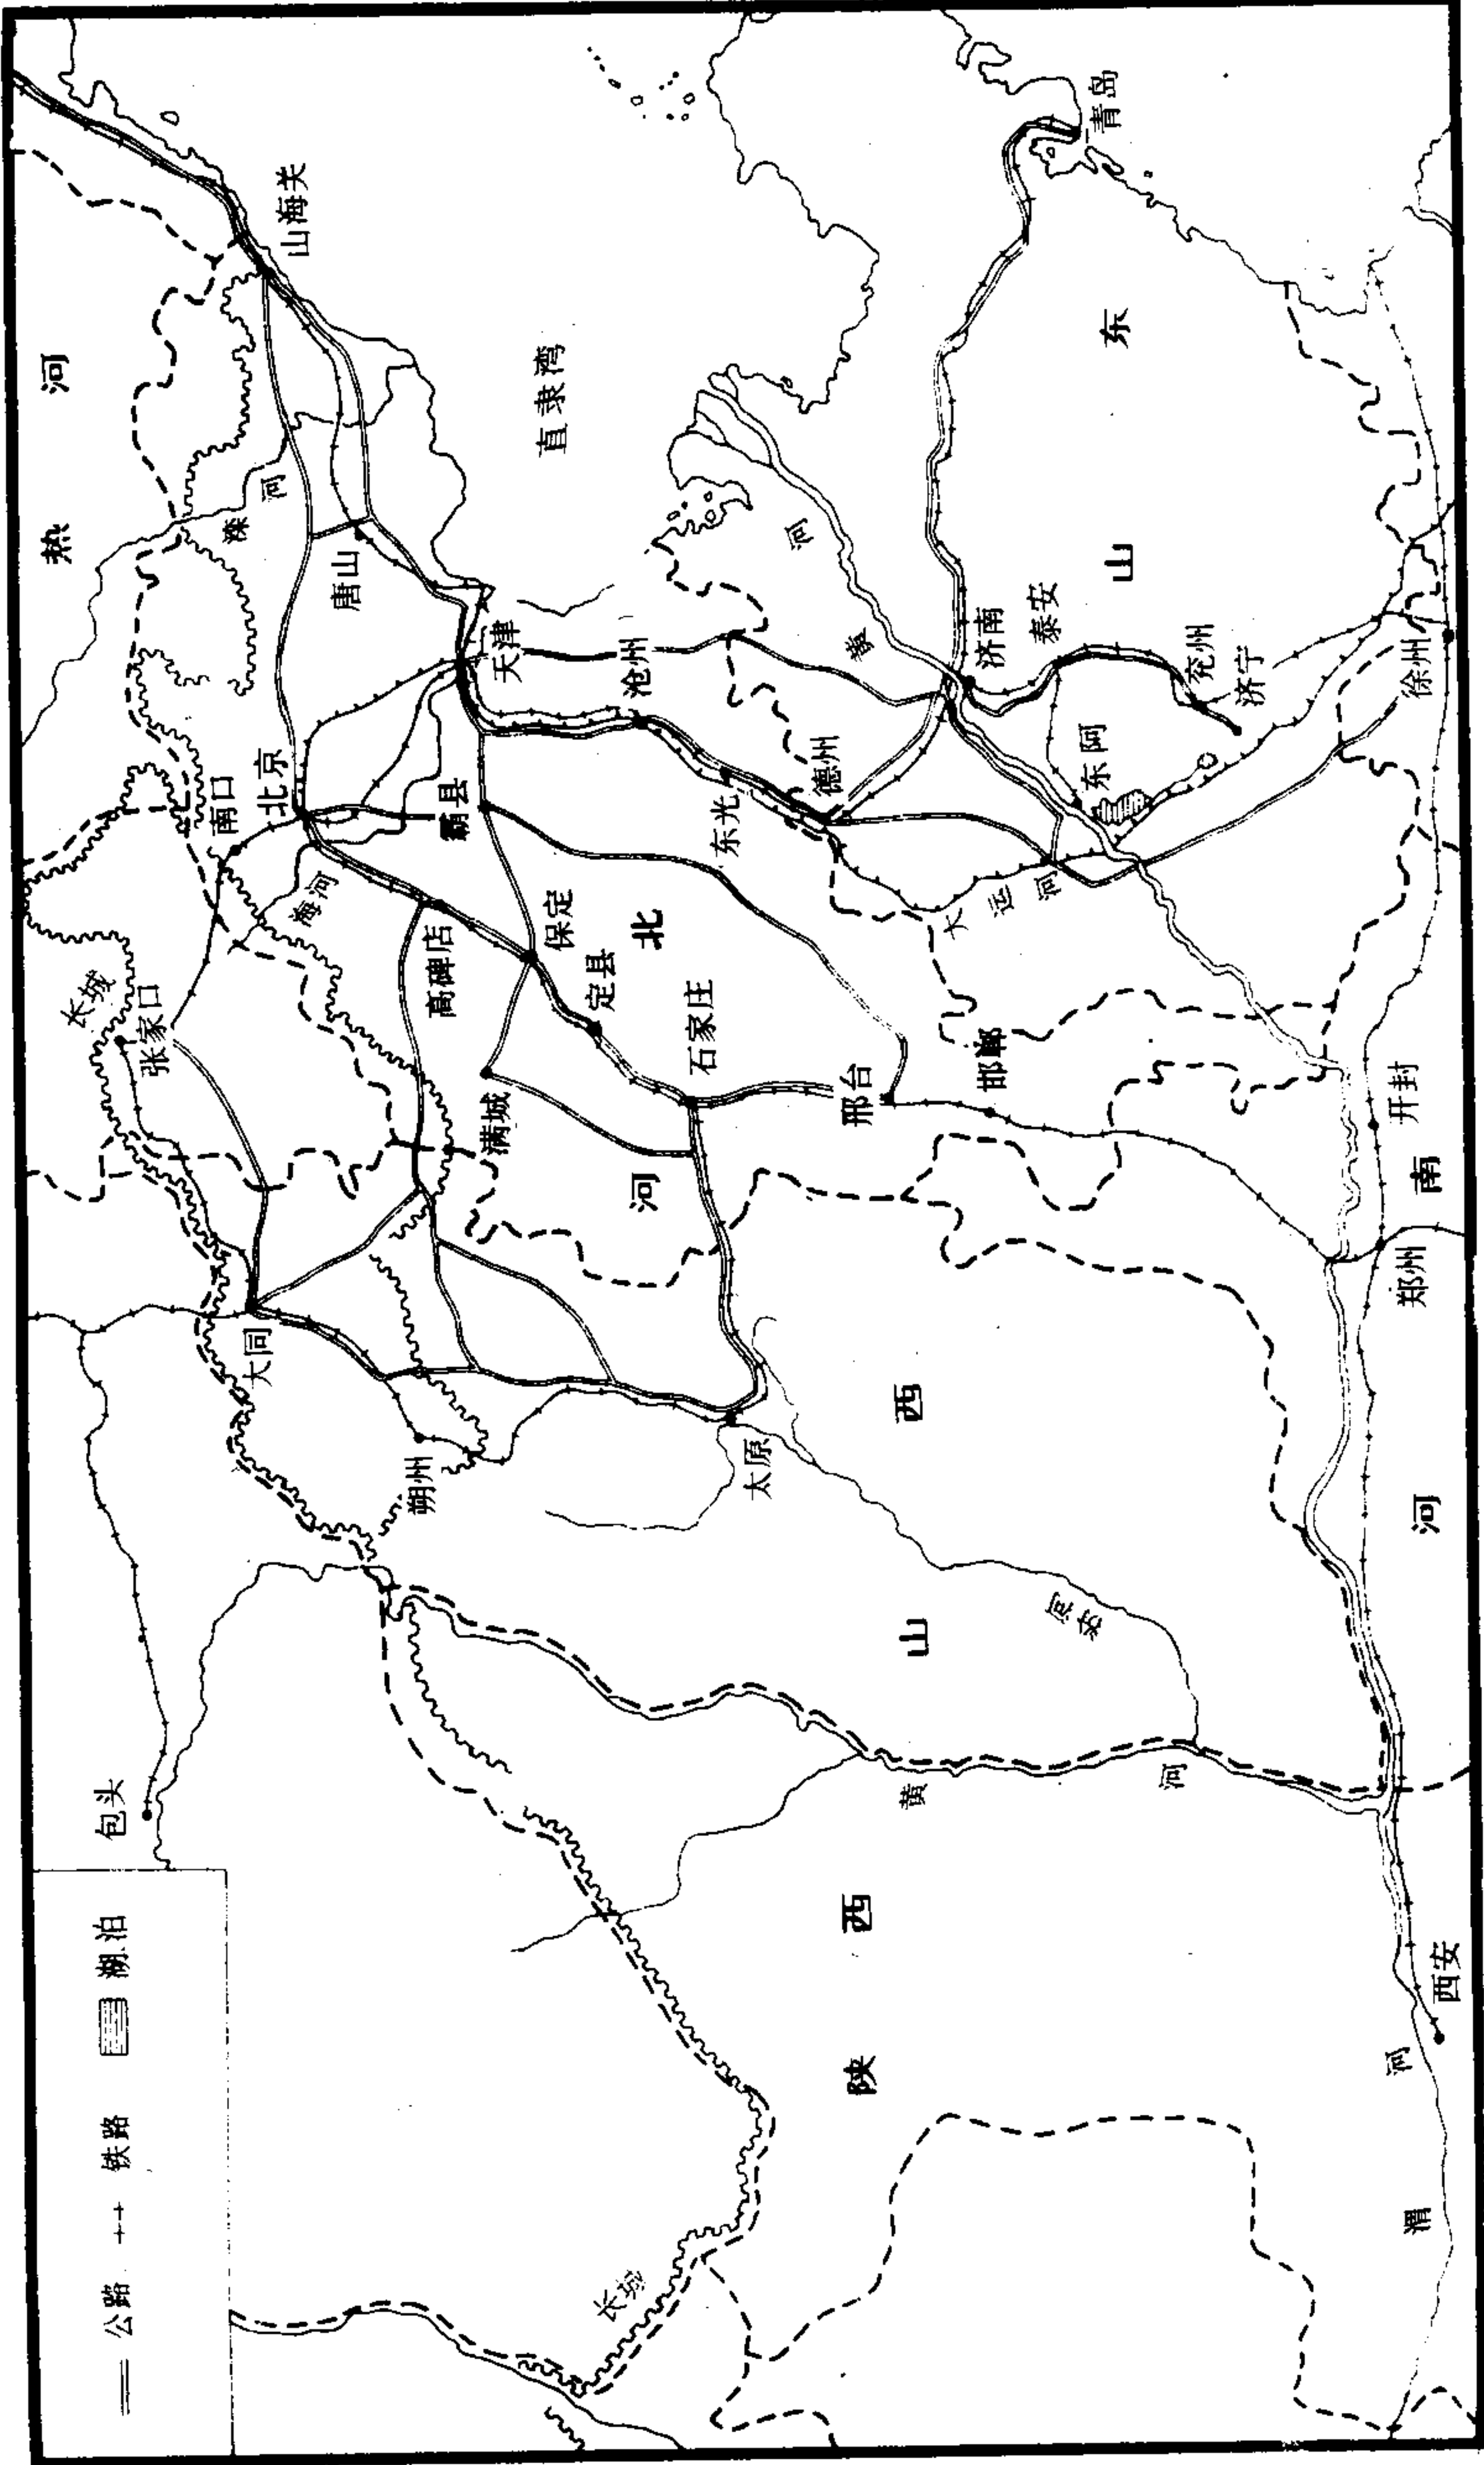 公路
铁路
湖泊
包头
长城
张家口
南口
北京
热河
山海关
滦河
唐山
天津
直隶湾
霸县
海河
高碑店
保定
定县
满城
石家庄
河北
沧州
东光
德州
大运河
邢台
邯郸
大同
朔州
太原
山西
汾河
黄河
陕西
长城
渭河
西安
郑州
河南
开封
徐州
济宁
兖州
泰安
济南
东阿
黄河
山东
青岛